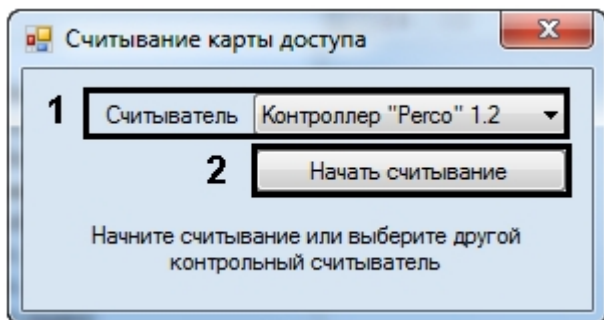 Считывание карты доступа
1 Считыватель Контроллер "Perco" 1.2
2 Начать считывание
Начните считывание или выберите другой
контрольный считыватель